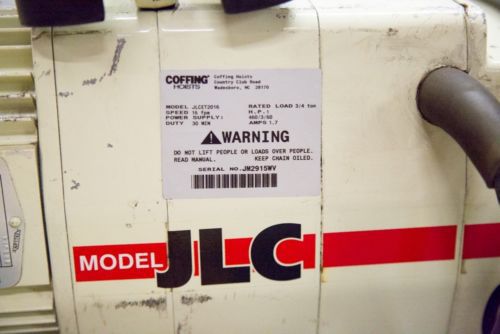 COFFING HOISTS
Coffing Hoists
Country Club Road
Wadesboro, NC 28170
MODEL JLCET2016 RATED LOAD 3/4 ton
SPEED 16 fpm H.P. 1
POWER SUPPLY: 460/3/60
DUTY 30 MIN AMPS 1.7
WARNING
DO NOT LIFT PEOPLE OR LOADS OVER PEOPLE.
READ MANUAL. KEEP CHAIN OILED.
SERIAL NO. JM2915WV
MODEL JLC